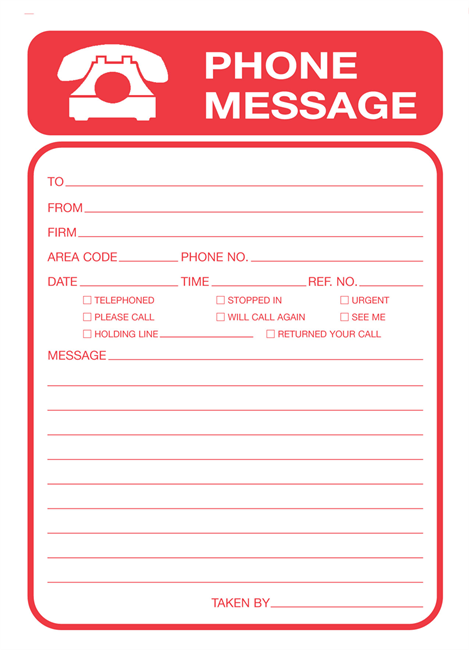 PHONE
MESSAGE
TO
FROM
FIRM
AREA CODE PHONE NO.
DATE TIME REF. NO.
☐ TELEPHONED ☐ STOPPED IN ☐ URGENT
☐ PLEASE CALL ☐ WILL CALL AGAIN ☐ SEE ME
☐ HOLDING LINE ☐ RETURNED YOUR CALL
MESSAGE
TAKEN BY